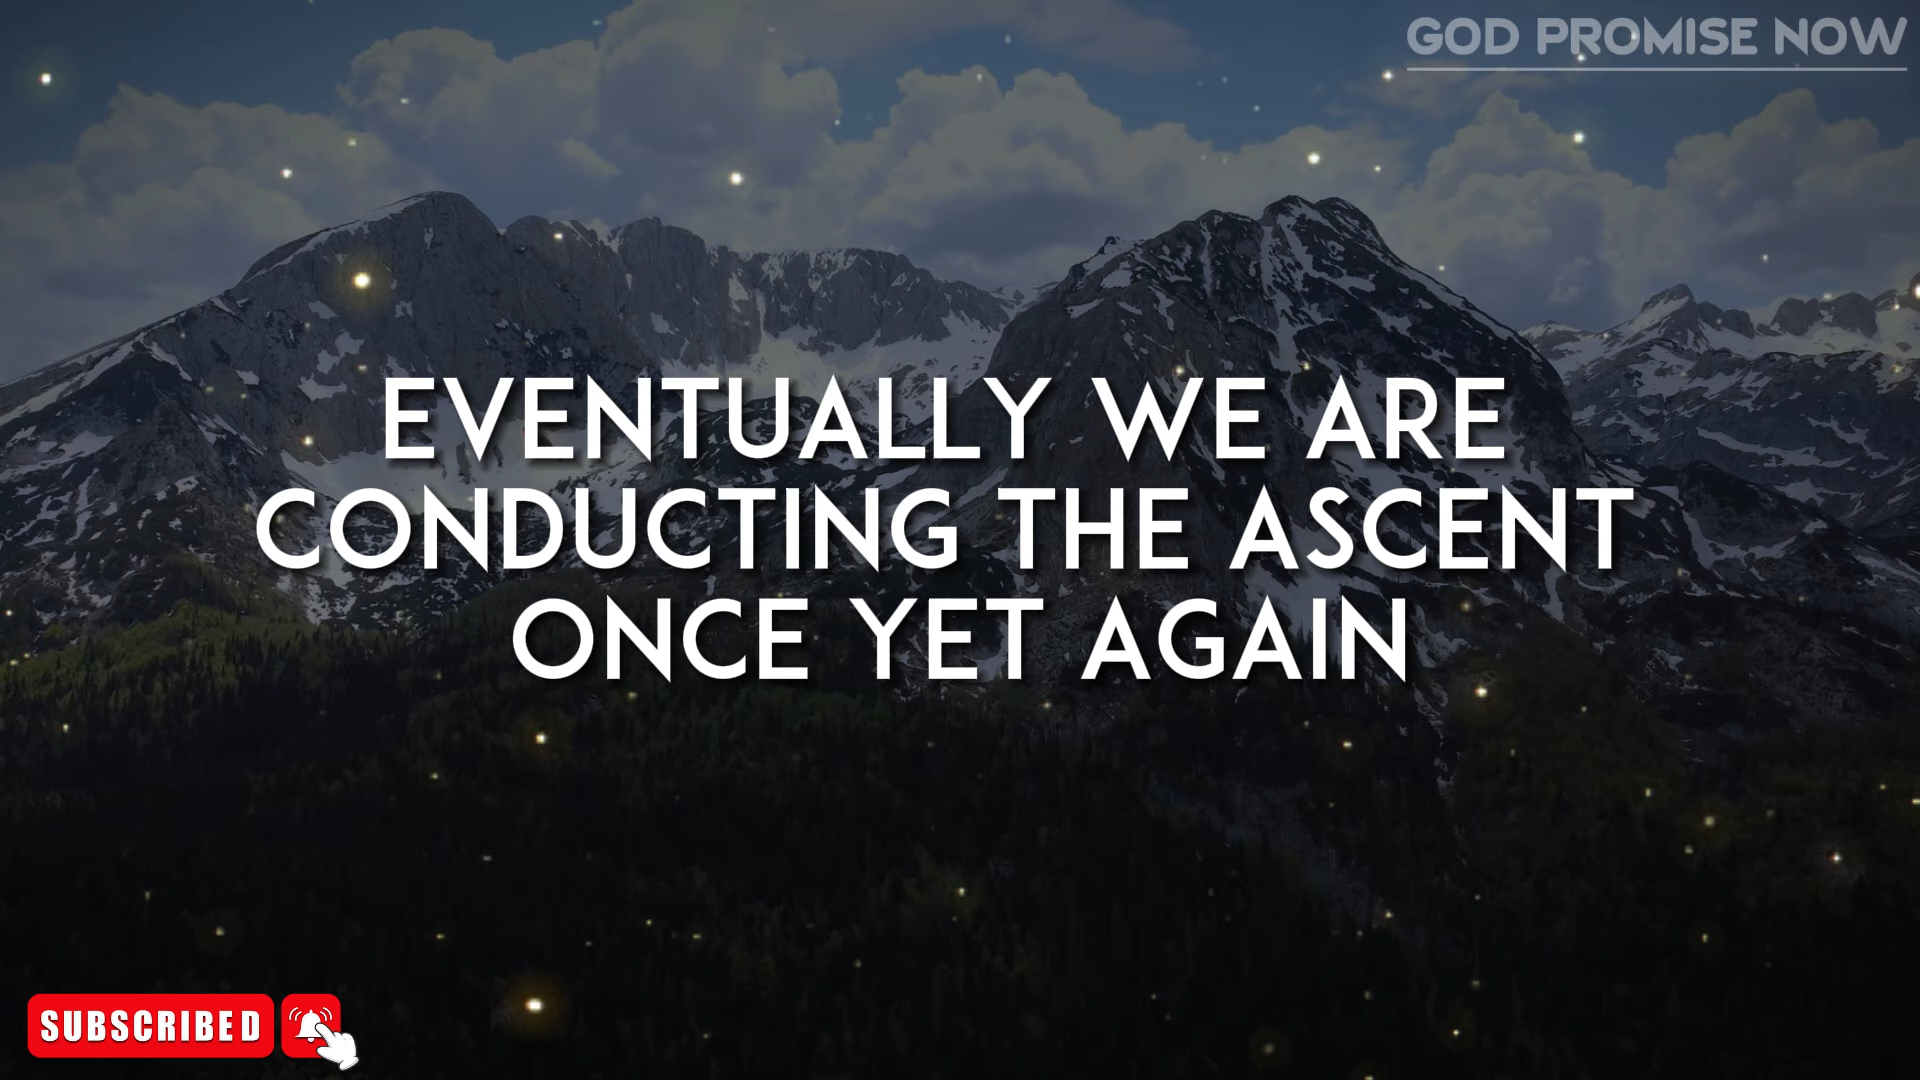 GOD PROMISE NOW
EVENTUALLY WE ARE
CONDUCTING THE ASCENT
ONCE YET AGAIN
SUBSCRIBED